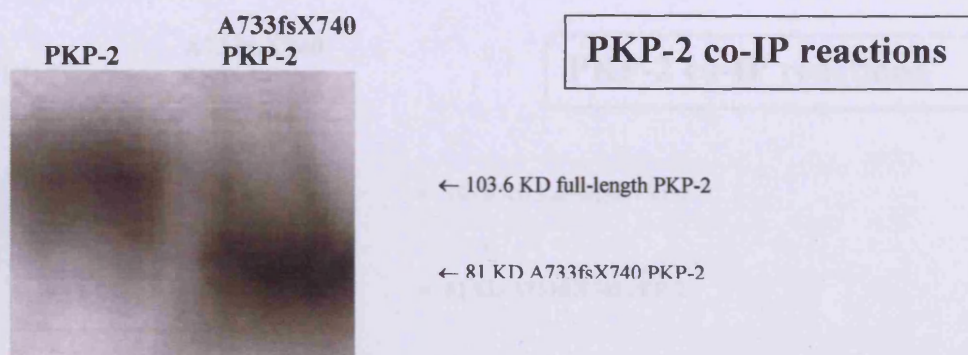 PKP-2
A733fsX740
PKP-2
PKP-2 co-IP reactions
← 103.6 KD full-length PKP-2
← 81 KD A733fsX740 PKP-2